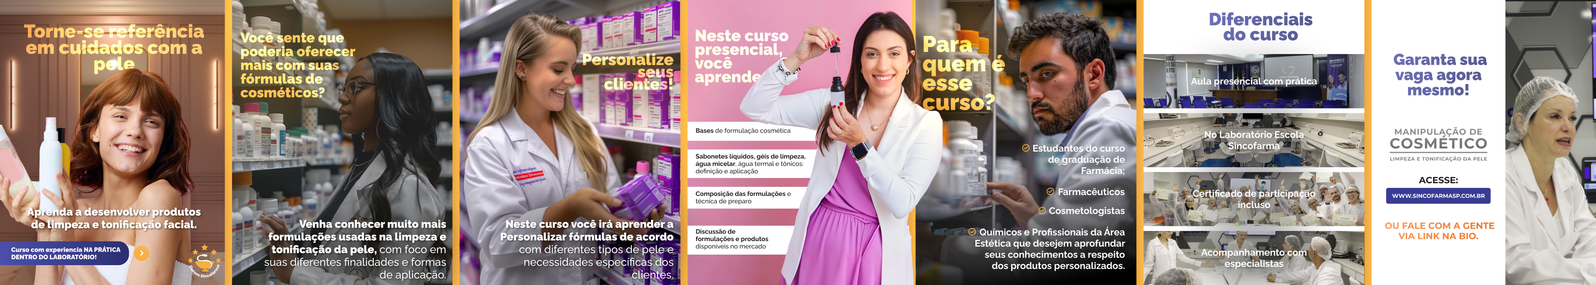 Torne-se referência
em cuidados com a
pele
Aprenda a desenvolver produtos
de limpeza e tonificação facial.
Curso com experiencia NA PRÁTICA
DENTRO DO LABORATÓRIO!
Você sente que
poderia oferecer
mais com suas
fórmulas de
cosméticos?
Venha conhecer muito mais
formulações usadas na limpeza e
tonificação da pele, com foco em
suas diferentes finalidades e formas
de aplicação.
Personalize
seus
clientes!
Neste curso você irá aprender a
Personalizar fórmulas de acordo
com diferentes tipos de pele e
necessidades específicas dos
clientes.
Neste curso
presencial,
você
aprende
Bases de formulação cosmética
Sabonetes líquidos, géis de limpeza,
água micelar, água termal e tônicos:
definição e aplicação
Composição das formulações e
técnica de preparo
Discussão de
formulações e produtos
disponíveis no mercado
Para
quem é
esse
curso?
Estudantes do curso
de graduação de
Farmácia;
Farmacêuticos
Cosmetologistas
Químicos e Profissionais da Área
Estética que desejem aprofundar
seus conhecimentos a respeito
dos produtos personalizados.
Diferenciais
do curso
Aula presencial com prática
No Laboratório Escola
Sincofarma
Certificado de participação
incluso
Acompanhamento com
especialistas
Garanta sua
vaga agora
mesmo!
MANIPULAÇÃO DE
COSMÉTICO
LIMPEZA E TONIFICAÇÃO DA PELE
ACESSE:
WWW.SINCOFARMASP.COM.BR
OU FALE COM A GENTE
VIA LINK NA BIO.